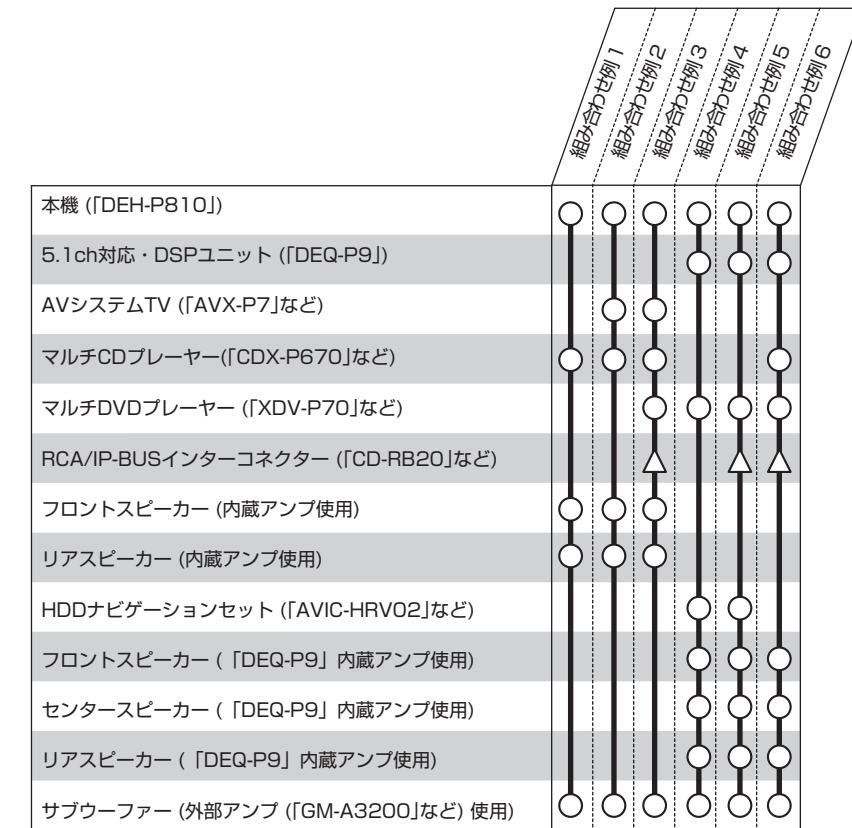 組み合わせ例 1
組み合わせ例 2
組み合わせ例 3
組み合わせ例 4
組み合わせ例 5
組み合わせ例 6
本機 (「DEH-P810」)
5.1ch対応・DSPユニット (「DEQ-P9」)
AVシステムTV (「AVX-P7」など)
マルチCDプレーヤー(「CDX-P670」など)
マルチDVDプレーヤー (「XDV-P70」など)
RCA/IP-BUSインターコネクター (「CD-RB20」など)
フロントスピーカー (内蔵アンプ使用)
リアスピーカー (内蔵アンプ使用)
HDDナビゲーションセット (「AVIC-HRV02」など)
フロントスピーカー (「DEQ-P9」内蔵アンプ使用)
センタースピーカー (「DEQ-P9」内蔵アンプ使用)
リアスピーカー (「DEQ-P9」内蔵アンプ使用)
サブウーファー (外部アンプ (「GM-A3200」など) 使用)